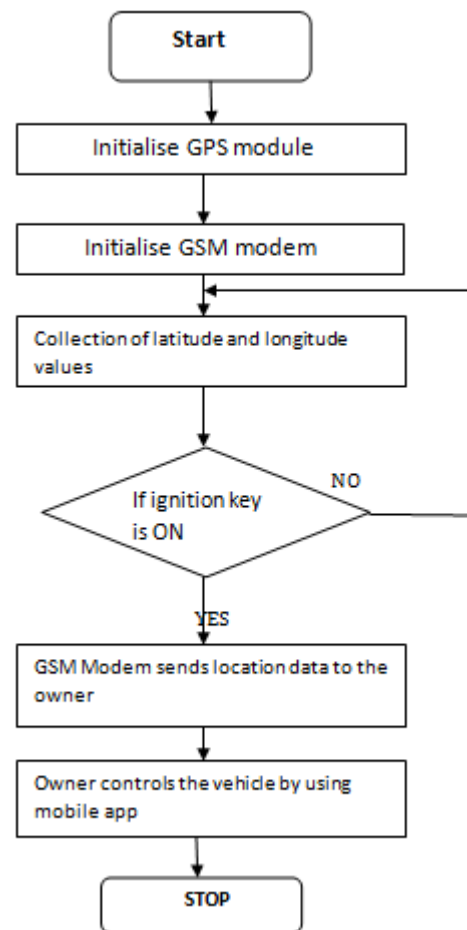 Start
Initialise GPS module
Initialise GSM modem
Collection of latitude and longitude
values
NO
If ignition key
is ON
YES
GSM Modem sends location data to the
owner
Owner controls the vehicle by using
mobile app
STOP